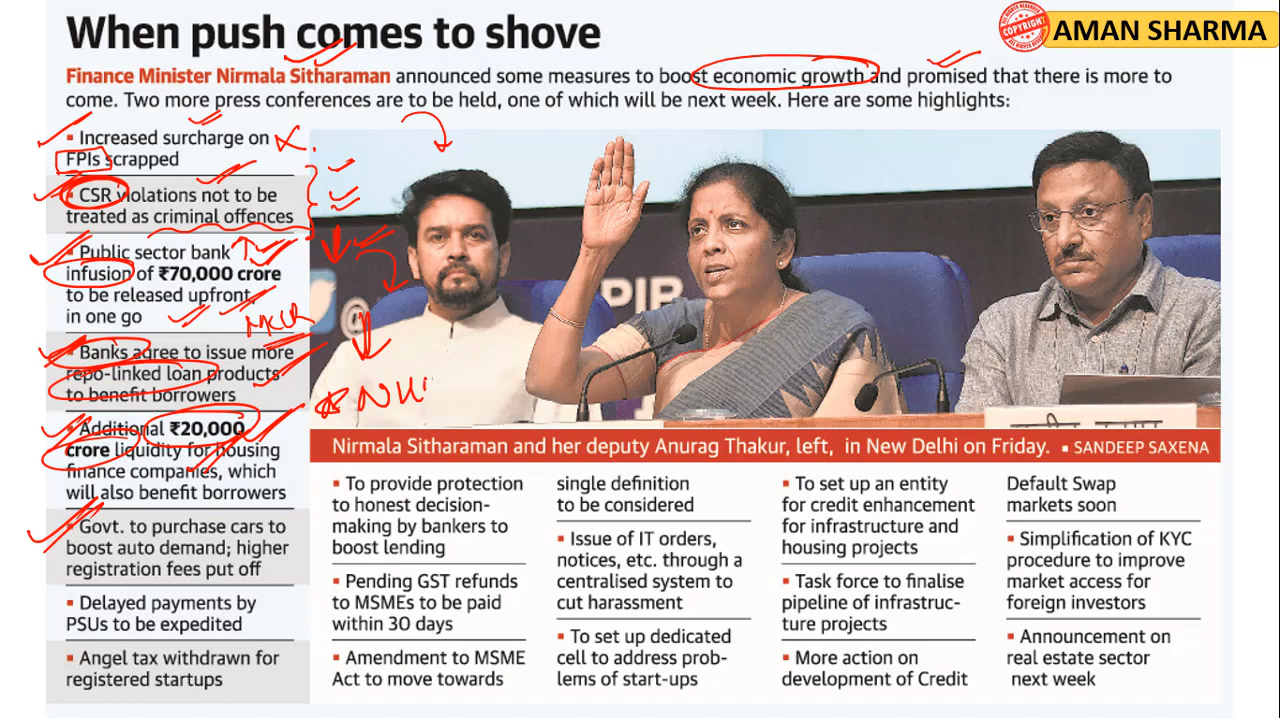 When push comes to shove
COPYRIGHT
AMAN SHARMA
Finance Minister Nirmala Sitharaman announced some measures to boost economic growth and promised that there is more to
come. Two more press conferences are to be held, one of which will be next week. Here are some highlights:
▪ Increased surcharge on
FPIs scrapped
▪ CSR violations not to be
treated as criminal offences
▪ Public sector bank
infusion of ₹70,000 crore
to be released upfront,
in one go
MCLR
▪ Banks agree to issue more
repo-linked loan products
to benefit borrowers
▪ Additional ₹20,000
crore liquidity for housing
finance companies, which
will also benefit borrowers
▪ Govt. to purchase cars to
boost auto demand; higher
registration fees put off
▪ Delayed payments by
PSUs to be expedited
▪ Angel tax withdrawn for
registered startups
@
PIB
Nirmala Sitharaman and her deputy Anurag Thakur, left, in New Delhi on Friday. ▪ SANDEEP SAXENA
▪ To provide protection
to honest decision-
making by bankers to
boost lending
▪ Pending GST refunds
to MSMEs to be paid
within 30 days
▪ Amendment to MSME
Act to move towards
single definition
to be considered
▪ Issue of IT orders,
notices, etc. through a
centralised system to
cut harassment
▪ To set up dedicated
cell to address prob-
lems of start-ups
▪ To set up an entity
for credit enhancement
for infrastructure and
housing projects
▪ Task force to finalise
pipeline of infrastruc-
ture projects
▪ More action on
development of Credit
Default Swap
markets soon
▪ Simplification of KYC
procedure to improve
market access for
foreign investors
▪ Announcement on
real estate sector
next week